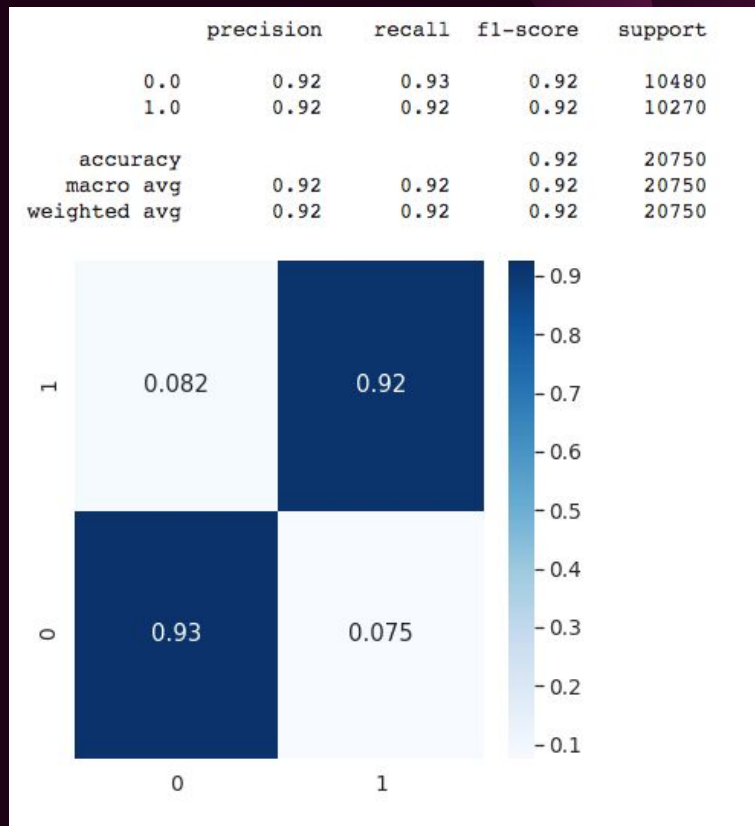 precision recall f1-score support
0.0 0.92 0.93 0.92 10480
1.0 0.92 0.92 0.92 10270
accuracy 0.92 20750
macro avg 0.92 0.92 0.92 20750
weighted avg 0.92 0.92 0.92 20750
0.9
0.8
1 0.082 0.92
0.7
0.6
0.5
0.4
0 0.93 0.075
0.3
0.2
0.1
0 1